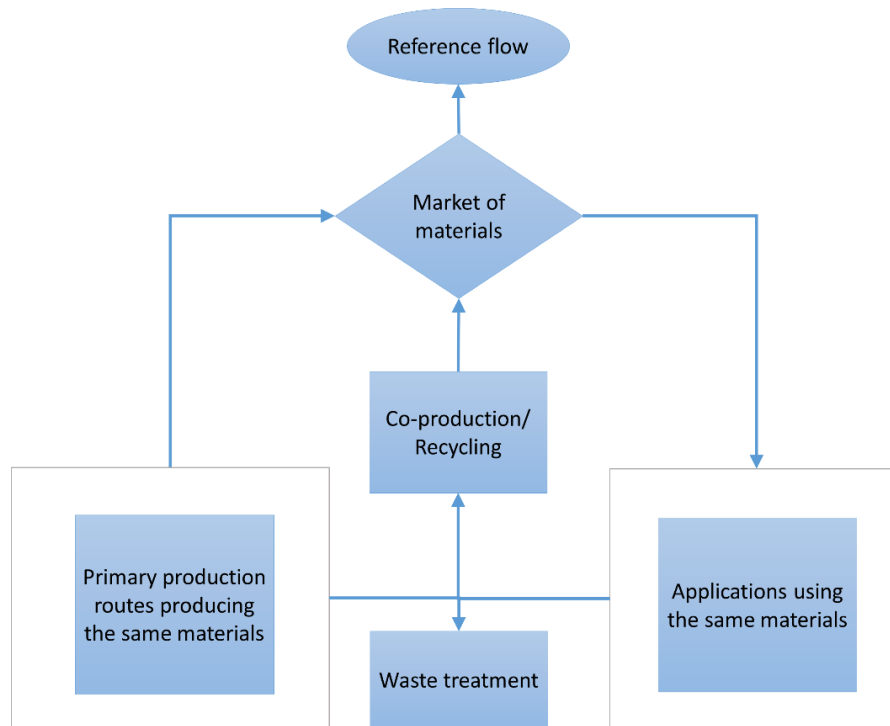 Reference flow
Market of
materials
Co-production/
Recycling
Primary production
routes producing
the same materials
Applications using
the same materials
Waste treatment